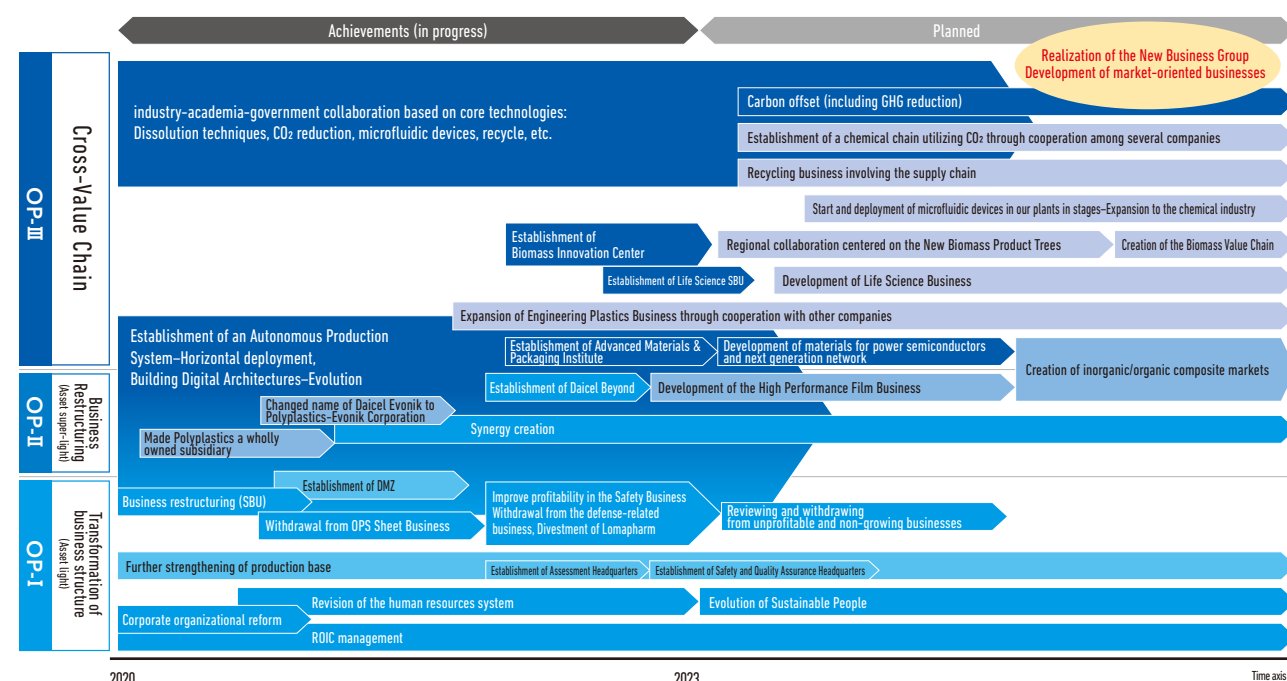 Achievements (in progress)
Planned
Realization of the New Business Group
Development of market-oriented businesses
OP-Ⅲ
Cross-Value Chain
industry-academia-government collaboration based on core technologies:
Dissolution techniques, CO₂ reduction, microfluidic devices, recycle, etc.
Carbon offset (including GHG reduction)
Establishment of a chemical chain utilizing CO₂ through cooperation among several companies
Recycling business involving the supply chain
Start and deployment of microfluidic devices in our plants in stages–Expansion to the chemical industry
Establishment of
Biomass Innovation Center
Regional collaboration centered on the New Biomass Product Trees
Creation of the Biomass Value Chain
Establishment of Life Science SBU
Development of Life Science Business
Expansion of Engineering Plastics Business through cooperation with other companies
Establishment of an Autonomous Production
System–Horizontal deployment,
Building Digital Architectures–Evolution
Establishment of Advanced Materials &
Packaging Institute
Development of materials for power semiconductors
and next generation network
Creation of inorganic/organic composite markets
OP-Ⅱ
Business
Restructuring
(Asset super-light)
Establishment of Daicel Beyond
Development of the High Performance Film Business
Changed name of Daicel Evonik to
Polyplastics-Evonik Corporation
Synergy creation
Made Polyplastics a wholly
owned subsidiary
OP-Ⅰ
Transformation of
business structure
(Asset light)
Establishment of DMZ
Business restructuring (SBU)
Withdrawal from OPS Sheet Business
Improve profitability in the Safety Business
Withdrawal from the defense-related
business, Divestment of Lomapharm
Reviewing and withdrawing
from unprofitable and non-growing businesses
Further strengthening of production base
Establishment of Assessment Headquarters
Establishment of Safety and Quality Assurance Headquarters
Revision of the human resources system
Evolution of Sustainable People
Corporate organizational reform
ROIC management
2020
2023
Time axis